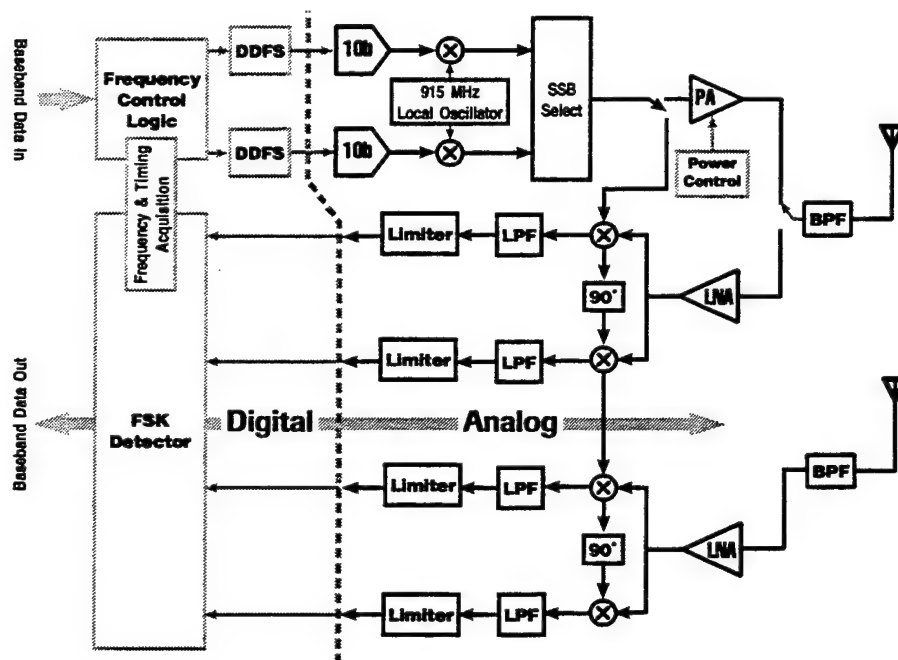 Baseband Data In
Frequency
Control
Logic
DDFS
10b
915 MHz
Local Oscillator
SSB
Select
PA
DDFS
10b
Power
Control
BPF
Frequency & Timing
Acquisition
Limiter
LPF
90°
LNA
Limiter
LPF
Baseband Data Out
FSK
Detector
Digital
Analog
BPF
Limiter
LPF
90°
LNA
Limiter
LPF